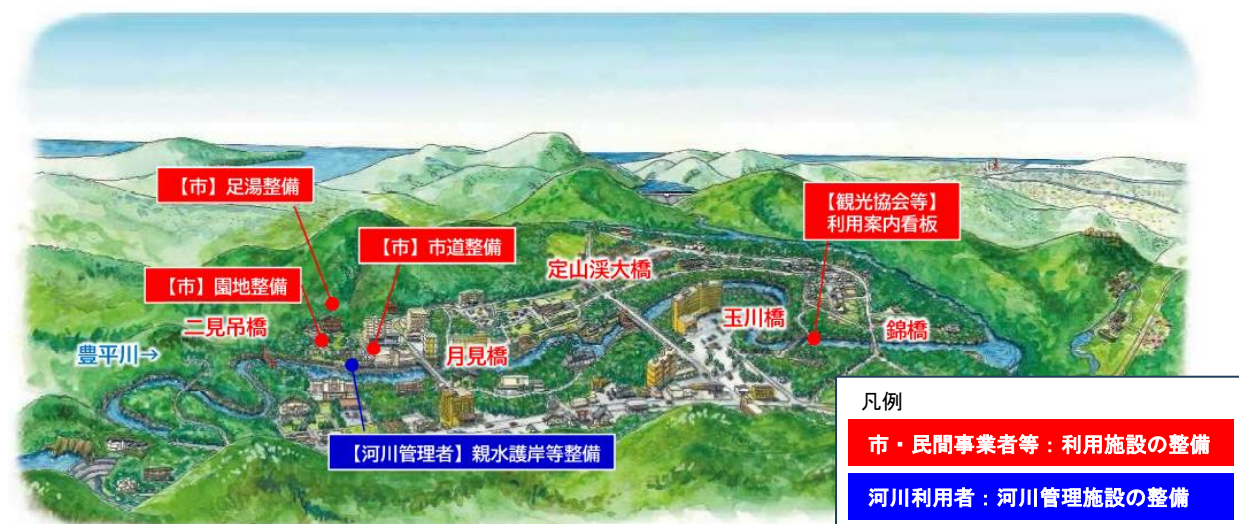 【市】足湯整備
【観光協会等】
利用案内看板
【市】市道整備
定山渓大橋
【市】園地整備
二見吊橋
玉川橋
錦橋
豊平川→
月見橋
【河川管理者】親水護岸等整備
凡例
市・民間事業者等：利用施設の整備
河川利用者：河川管理施設の整備